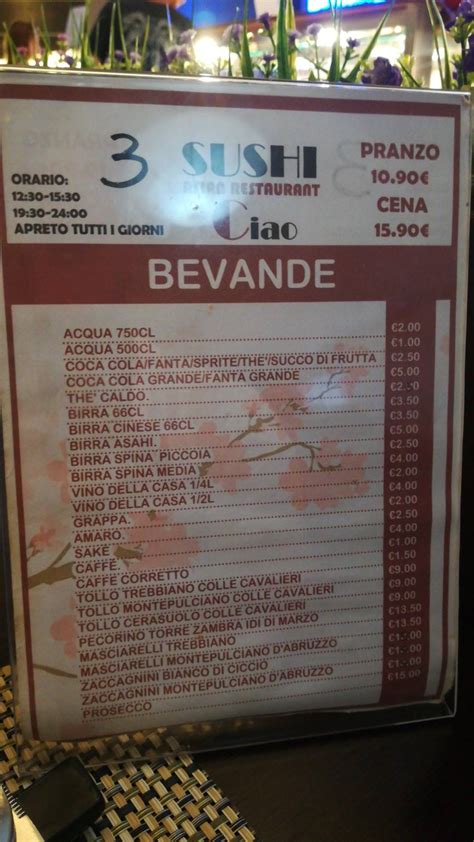 3
SUSHI
ASIAN RESTAURANT
Ciao
ORARIO:
12:30-15:30
19:30-24:00
APRETO TUTTI I GIORNI
PRANZO
10.90€
CENA
15.90€
BEVANDE
ACQUA 750CL €2.00
ACQUA 500CL €1.00
COCA COLA/FANTA/SPRITE/THE'/SUCCO DI FRUTTA €2.50
COCA COLA GRANDE/FANTA GRANDE €5.00
THE' CALDO.
BIRRA 66CL €3.50
BIRRA CINESE 66CL €3.50
BIRRA ASAHI. €5.00
BIRRA SPINA PICCOIA €2.50
BIRRA SPINA MEDIA €4.00
VINO DELLA CASA 1/4L €2.00
VINO DELLA CASA 1/2L €4.00
GRAPPA. €2.00
AMARO. €2.50
SAKE €4.00
CAFFE. €1.00
CAFFE CORRETTO €1.50
TOLLO TREBBIANO COLLE CAVALIERI €9.00
TOLLO MONTEPULCIANO COLLE CAVALIERI €9.00
TOLLO CERASUOLO COLLE CAVALIERI €9.00
PECORINO TORRE ZAMBRA IDI DI MARZO €13.50
MASCIARELLI TREBBIANO €13.50
MASCIARELLI MONTEPULCIANO D'ABRUZZO
ZACCAGNINI BIANCO DI CICCIO
ZACCAGNINI MONTEPULCIANO D'ABRUZZO
PROSECCO €15.00